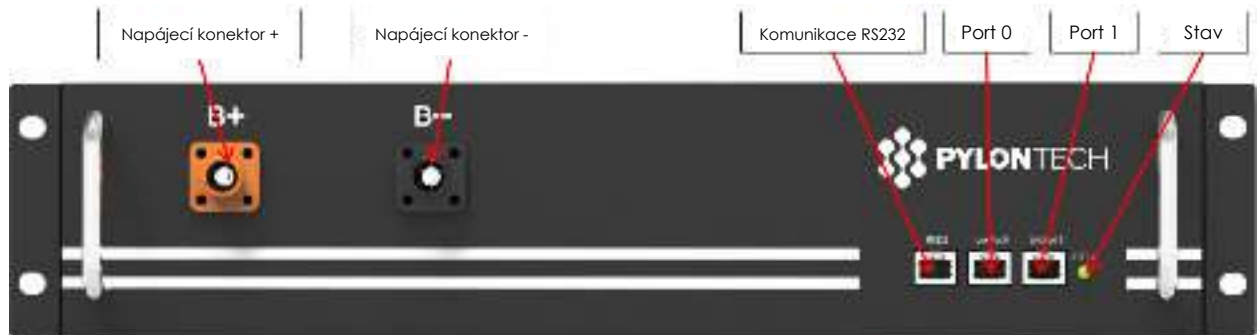 Napájecí konektor +
Napájecí konektor -
Komunikace RS232
Port 0
Port 1
Stav
B+
B-
PYLONTECH